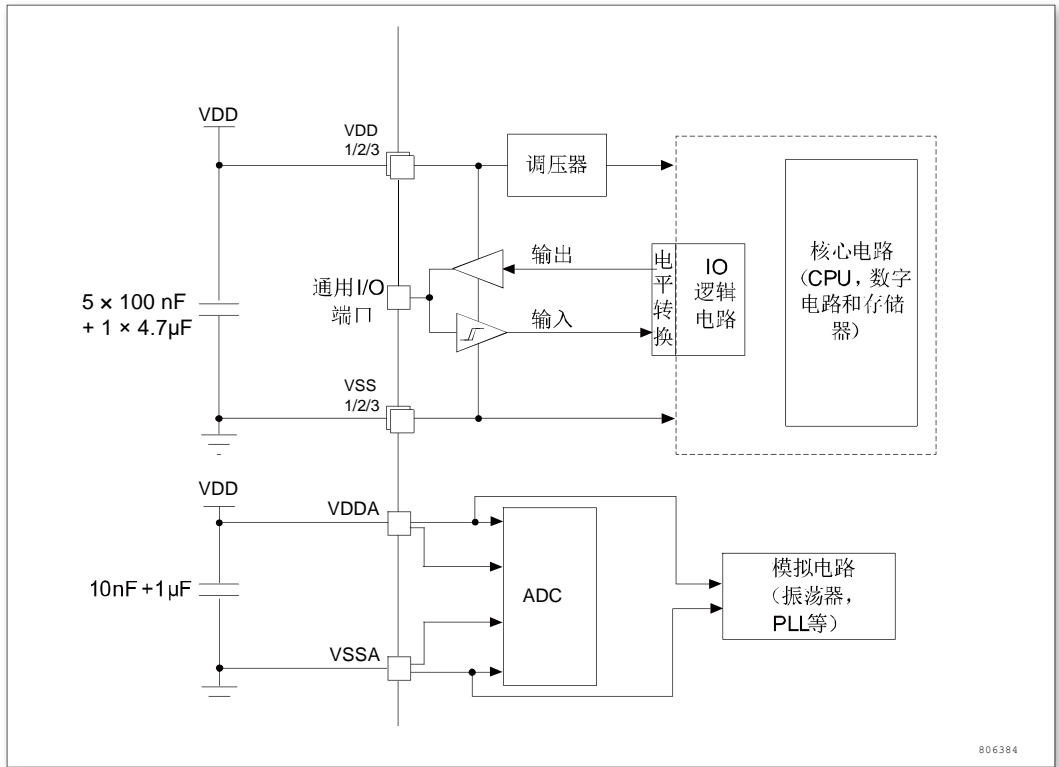 VDD
VDD
1/2/3
调压器
5 × 100 nF
+ 1 × 4.7µF
通用I/O
端口
输出
输入
电
平
转
换
IO
逻辑
电路
核心电路
（CPU，数字
电路和存储
器）
VSS
1/2/3
VDD
VDDA
10nF +1µF
ADC
模拟电路
（振荡器，
PLL等）
VSSA
806384